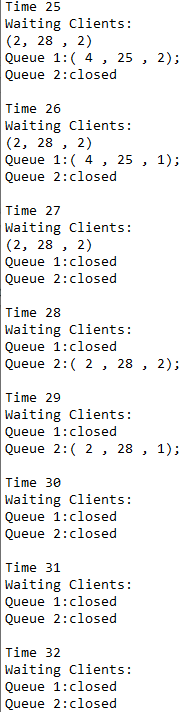 Time 25
Waiting Clients:
(2, 28 , 2)
Queue 1:( 4 , 25 , 2);
Queue 2:closed

Time 26
Waiting Clients:
(2, 28 , 2)
Queue 1:( 4 , 25 , 1);
Queue 2:closed

Time 27
Waiting Clients:
(2, 28 , 2)
Queue 1:closed
Queue 2:closed

Time 28
Waiting Clients:
Queue 1:closed
Queue 2:( 2 , 28 , 2);

Time 29
Waiting Clients:
Queue 1:closed
Queue 2:( 2 , 28 , 1);

Time 30
Waiting Clients:
Queue 1:closed
Queue 2:closed

Time 31
Waiting Clients:
Queue 1:closed
Queue 2:closed

Time 32
Waiting Clients:
Queue 1:closed
Queue 2:closed